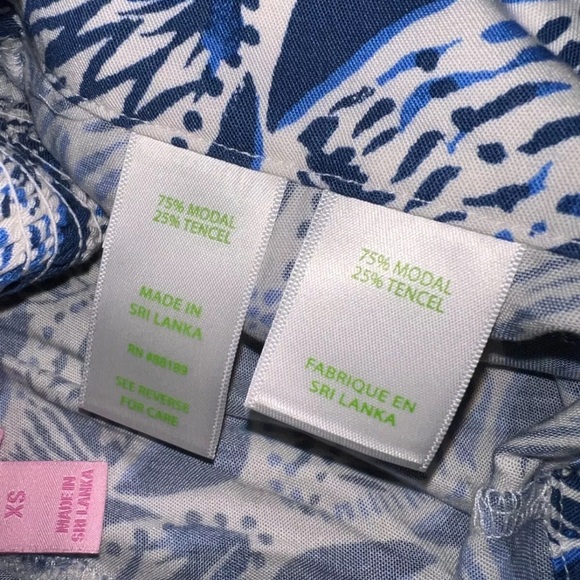 75% MODAL
25% TENCEL
MADE IN
SRI LANKA
RN #88189
SEE REVERSE
FOR CARE
75% MODAL
25% TENCEL
FABRIQUE EN
SRI LANKA
XS
MADE IN
SRI LANKA